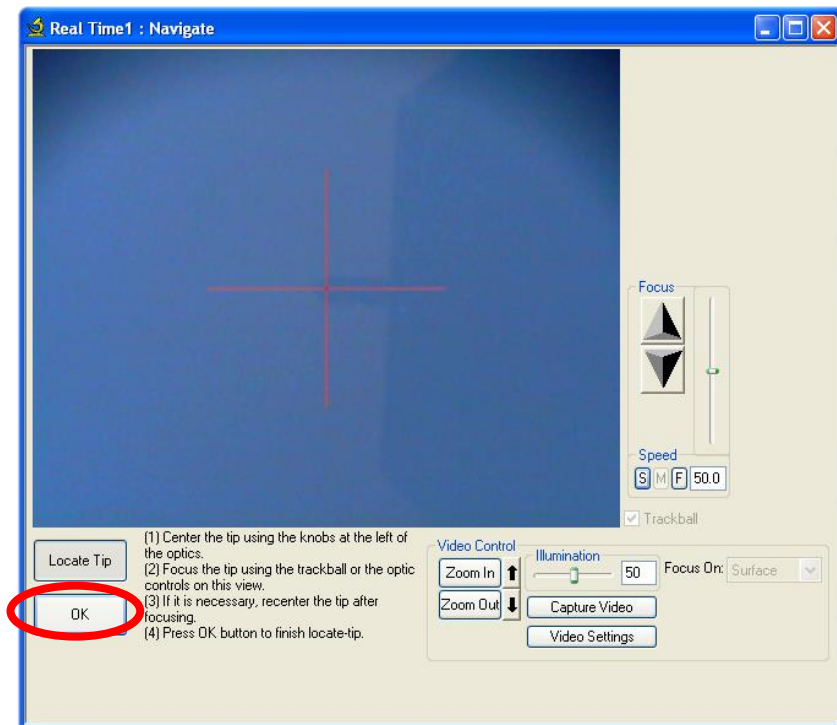 Real Time1 : Navigate
Focus
Speed
S M F 50.0
Trackball
Locate Tip
OK
(1) Center the tip using the knobs at the left of
the optics.
(2) Focus the tip using the trackball or the optic
controls on this view.
(3) If it is necessary, recenter the tip after
focusing.
(4) Press OK button to finish locate-tip.
Video Control
Zoom In
Zoom Out
Illumination
50
Capture Video
Video Settings
Focus On: Surface